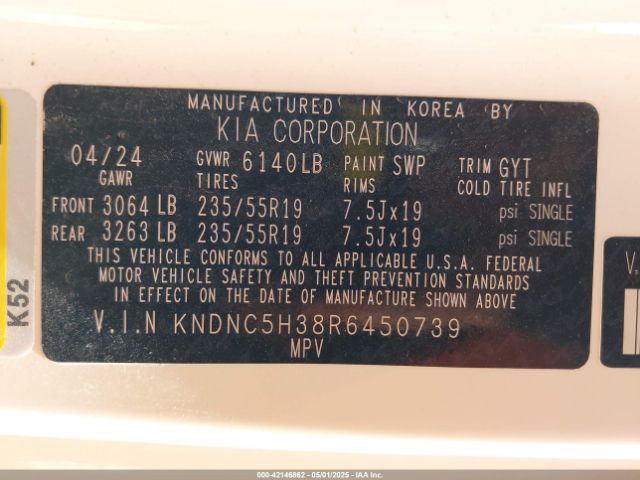 MANUFACTURED IN KOREA BY
KIA CORPORATION
04/24 GVWR 6140LB PAINT SWP TRIM GYT
GAWR TIRES RIMS COLD TIRE INFL
FRONT 3064 LB 235/55R19 7.5Jx19 psi SINGLE
REAR 3263 LB 235/55R19 7.5Jx19 psi SINGLE
THIS VEHICLE CONFORMS TO ALL APPLICABLE U.S.A. FEDERAL
MOTOR VEHICLE SAFETY AND THEFT PREVENTION STANDARDS
IN EFFECT ON THE DATE OF MANUFACTURE SHOWN ABOVE
V.I.N KNDNC5H38R6450739
MPV
K52
V.
000-42146862 - 05/01/2025 - IAAI.COM